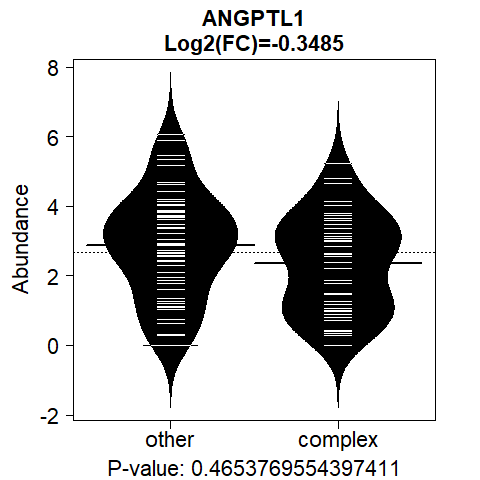 ANGPTL1
Log2(FC)=-0.3485
8
6
4
2
0
-2
Abundance
other complex
P-value: 0.4653769554397411